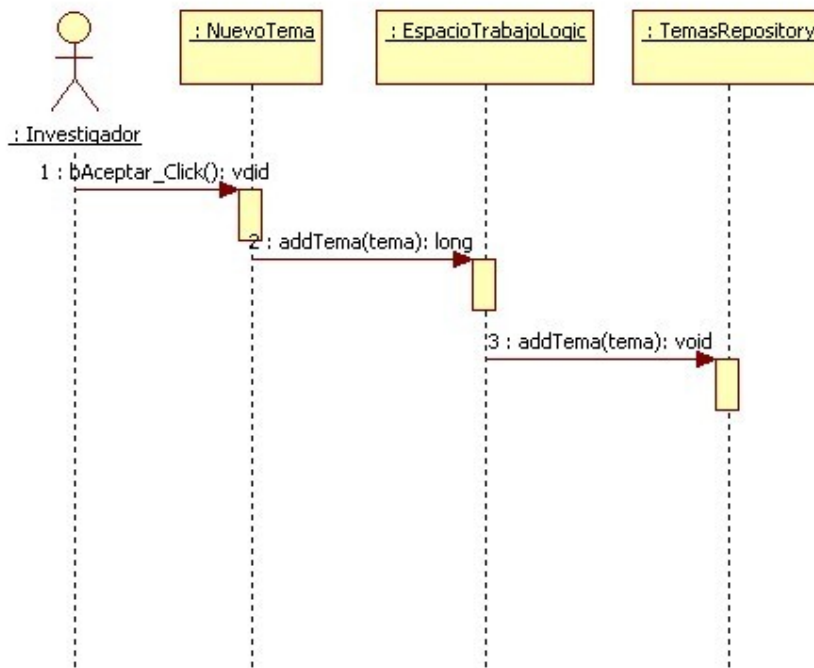 : NuevoTema
: EspacioTrabajoLogic
: TemasRepository
: Investigador
1 : bAceptar_Click(): void
2 : addTema(tema): long
3 : addTema(tema): void